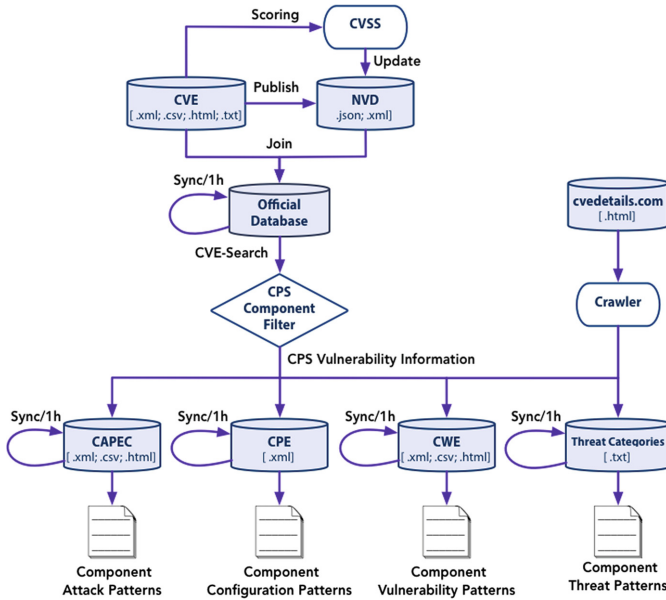 Scoring
CVSS
Update
CVE
[ .xml; .csv; .html; .txt]
Publish
NVD
.json; .xml]
Join
Sync/1h
Official
Database
cvedetails.com
[ .html]
CVE-Search
CPS
Component
Filter
Crawler
CPS Vulnerability Information
Sync/1h
CAPEC
[ .xml; .csv; .html]
Sync/1h
CPE
[ .xml]
Sync/1h
CWE
[ .xml; .csv; .html]
Sync/1h
Threat Categories
[ .txt]
Component
Attack Patterns
Component
Configuration Patterns
Component
Vulnerability Patterns
Component
Threat Patterns